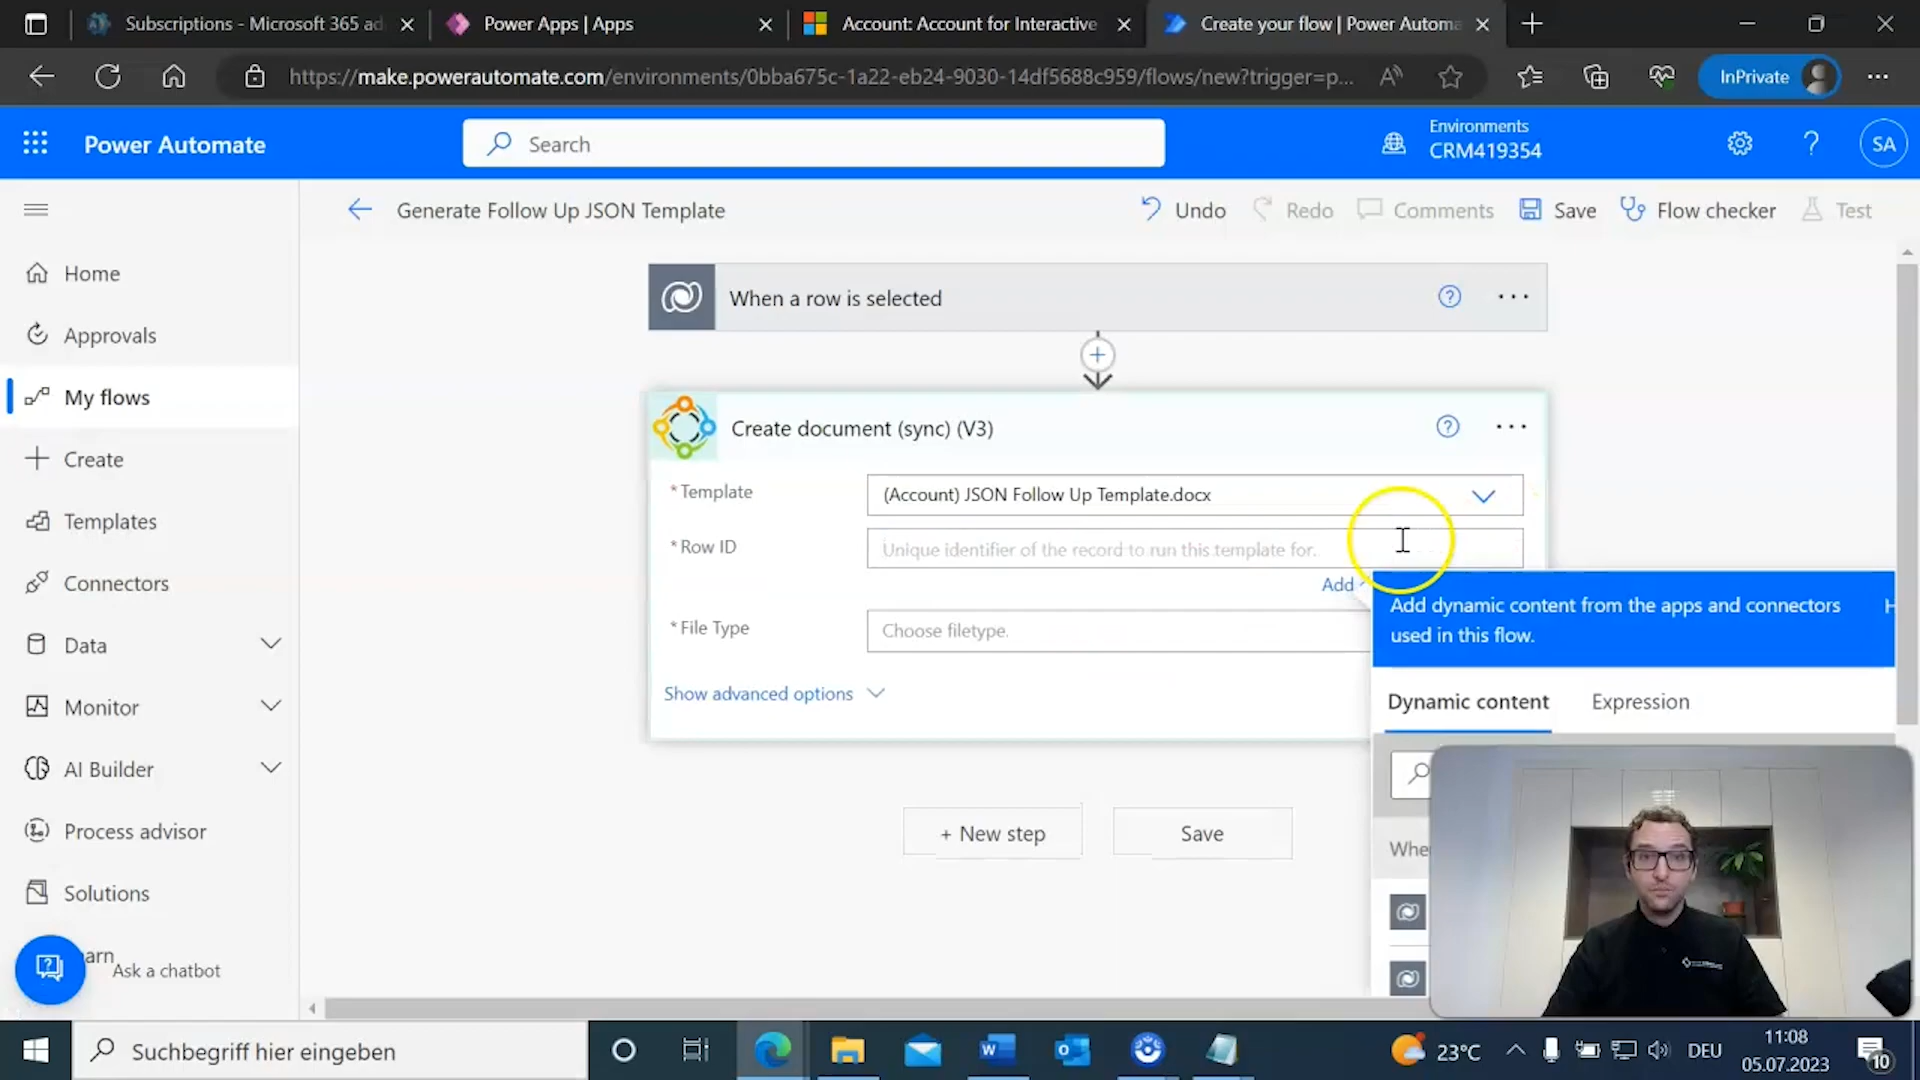 Subscriptions - Microsoft 365 ad
Power Apps | Apps
Account: Account for Interactive
Create your flow | Power Automa
https://make.powerautomate.com/environments/0bba675c-1a22-eb24-9030-14df5688c959/flows/new?trigger=p...
InPrivate
Power Automate
Search
Environments
CRM419354
SA
Generate Follow Up JSON Template
Undo
Redo
Comments
Save
Flow checker
Test
Home
Approvals
My flows
Create
Templates
Connectors
Data
Monitor
AI Builder
Process advisor
Solutions
arn
Ask a chatbot
When a row is selected
Create document (sync) (V3)
* Template
(Account) JSON Follow Up Template.docx
* Row ID
Unique identifier of the record to run this template for.
Add
* File Type
Choose filetype.
Show advanced options
+ New step
Save
Add dynamic content from the apps and connectors
used in this flow.
H
Dynamic content
Expression
Whe
Suchbegriff hier eingeben
23°C
DEU
11:08
05.07.2023
10